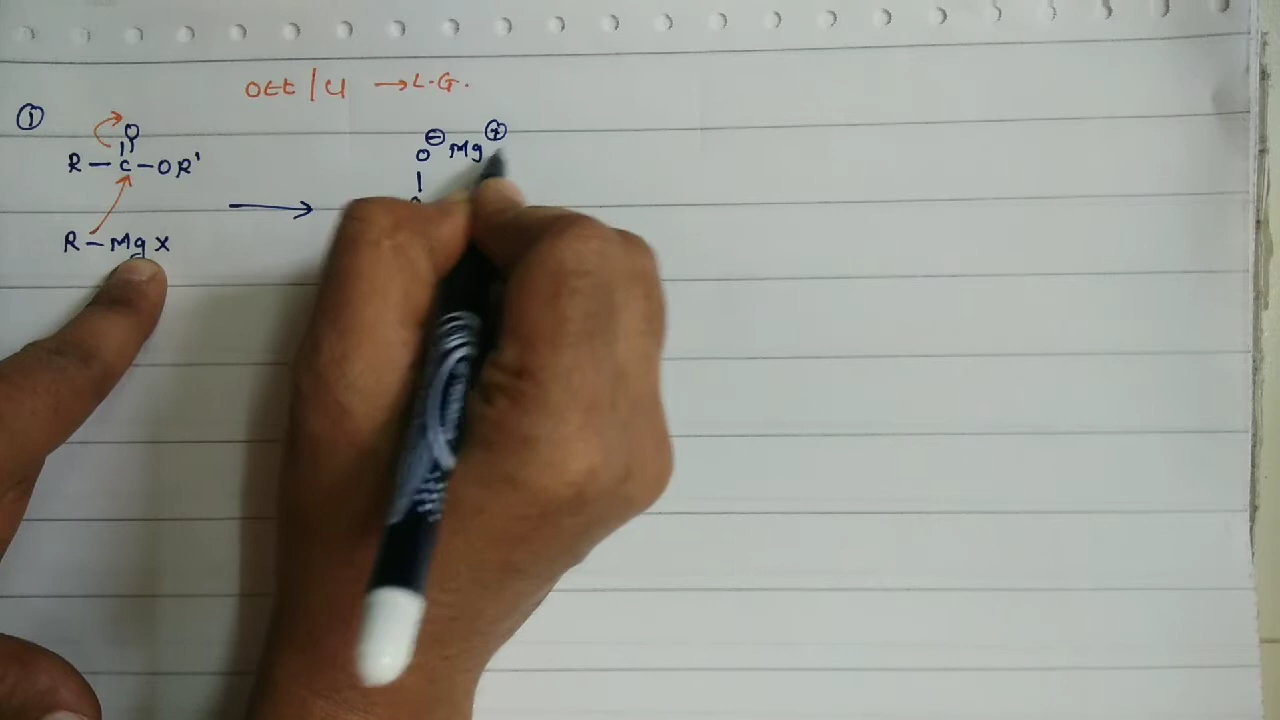 OEt | Cl → L.G.
①
O
R – C – OR'
R – Mg X
O⊖ Mg⊕